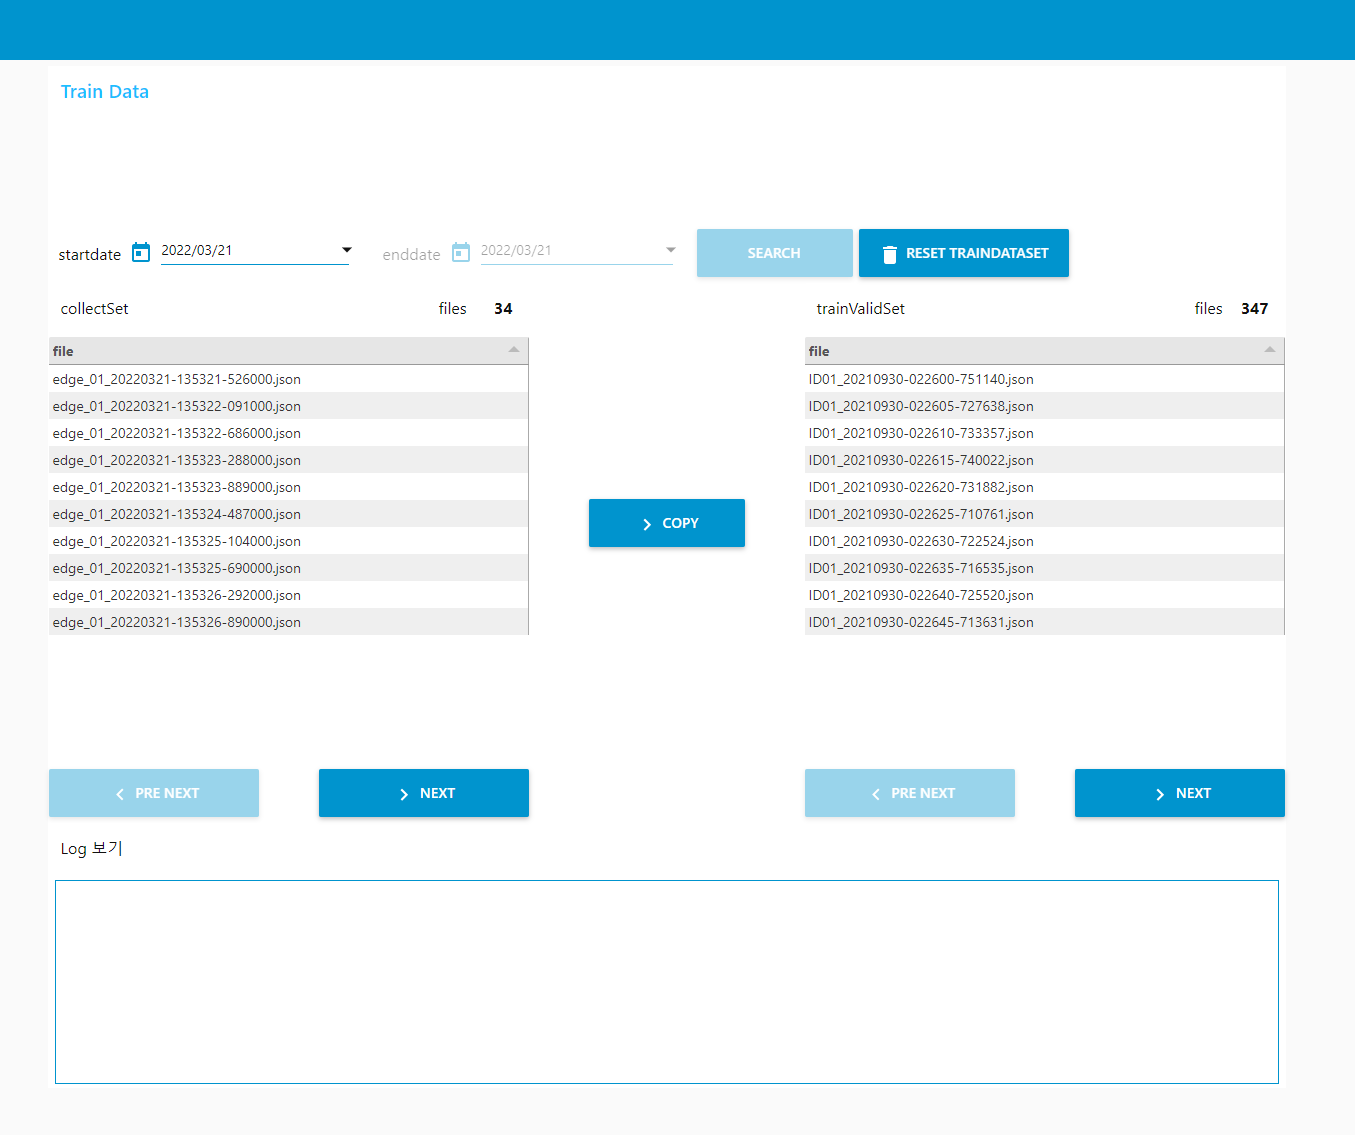 Train Data
startdate 2022/03/21 enddate 2022/03/21 SEARCH RESET TRAINDATASET
collectSet files 34
file
edge_01_20220321-135321-526000.json
edge_01_20220321-135322-091000.json
edge_01_20220321-135322-686000.json
edge_01_20220321-135323-288000.json
edge_01_20220321-135323-889000.json
edge_01_20220321-135324-487000.json
edge_01_20220321-135325-104000.json
edge_01_20220321-135325-690000.json
edge_01_20220321-135326-292000.json
edge_01_20220321-135326-890000.json
PRE NEXT NEXT
COPY
trainValidSet files 347
file
ID01_20210930-022600-751140.json
ID01_20210930-022605-727638.json
ID01_20210930-022610-733357.json
ID01_20210930-022615-740022.json
ID01_20210930-022620-731882.json
ID01_20210930-022625-710761.json
ID01_20210930-022630-722524.json
ID01_20210930-022635-716535.json
ID01_20210930-022640-725520.json
ID01_20210930-022645-713631.json
PRE NEXT NEXT
Log 보기